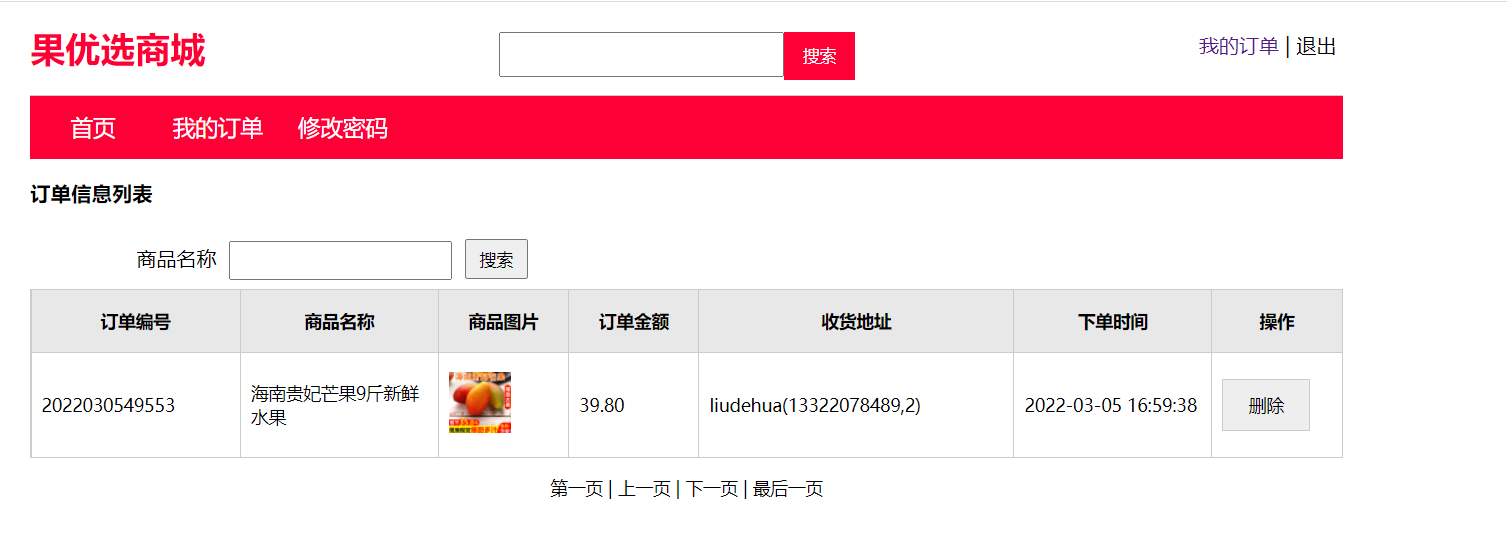 果优选商城
搜索
我的订单 | 退出
首页 我的订单 修改密码
订单信息列表
商品名称 搜索
订单编号 商品名称 商品图片 订单金额 收货地址 下单时间 操作
2022030549553
海南贵妃芒果9斤新鲜
水果
39.80
liudehua(13322078489,2)
2022-03-05 16:59:38
删除
第一页 | 上一页 | 下一页 | 最后一页